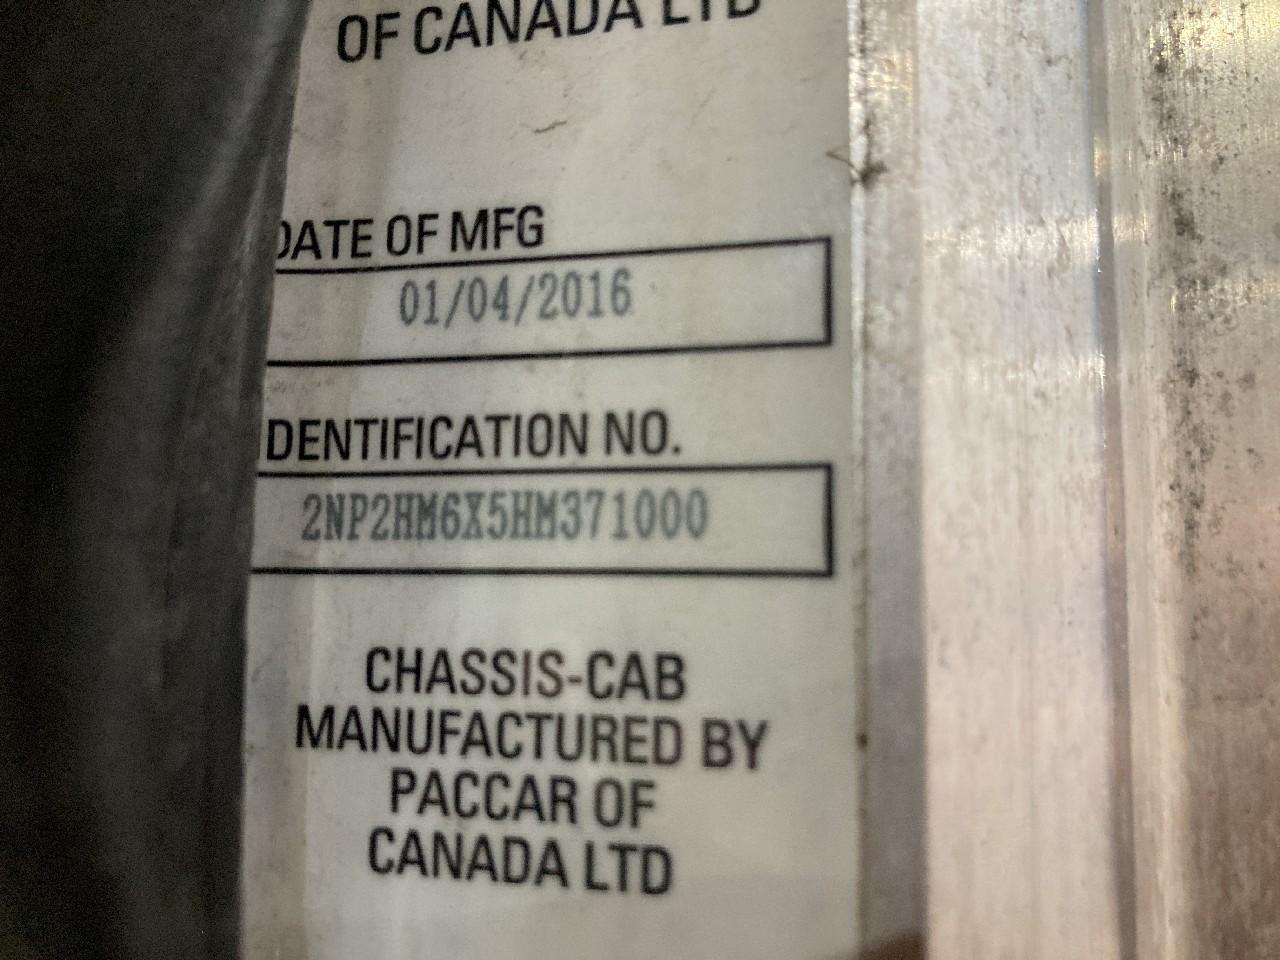 OF CANADA LTD
DATE OF MFG
01/04/2016
IDENTIFICATION NO.
2NP2HM6X5HM371000
CHASSIS-CAB
MANUFACTURED BY
PACCAR OF
CANADA LTD